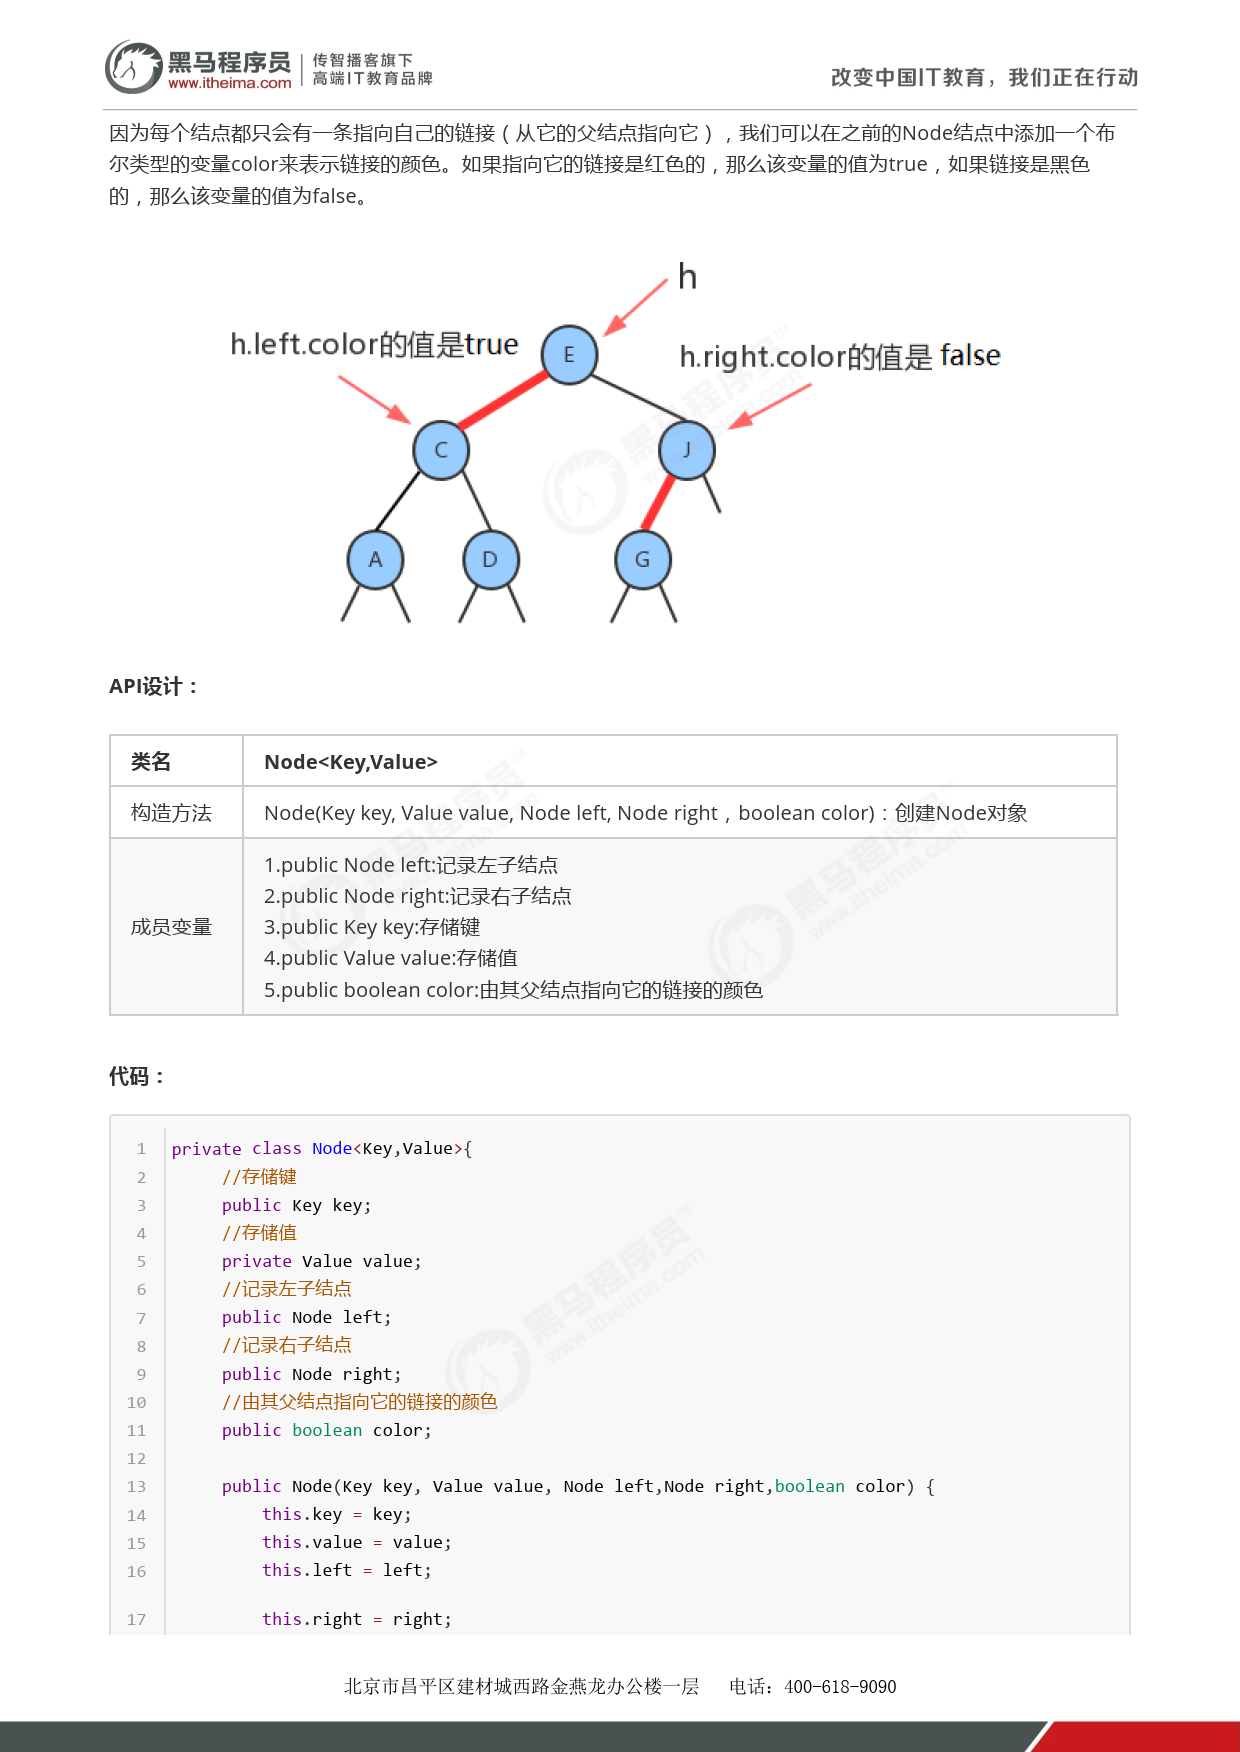 黑马程序员
www.itheima.com
传智播客旗下
高端IT教育品牌
改变中国IT教育，我们正在行动
因为每个结点都只会有一条指向自己的链接（从它的父结点指向它），我们可以在之前的Node结点中添加一个布
尔类型的变量color来表示链接的颜色。如果指向它的链接是红色的，那么该变量的值为true，如果链接是黑色
的，那么该变量的值为false。
h
h.left.color的值是true
E
h.right.color的值是 false
C
J
A
D
G
API设计：
类名 Node<Key,Value>
构造方法 Node(Key key, Value value, Node left, Node right，boolean color)：创建Node对象
成员变量
1.public Node left:记录左子结点
2.public Node right:记录右子结点
3.public Key key:存储键
4.public Value value:存储值
5.public boolean color:由其父结点指向它的链接的颜色
代码：
1 private class Node<Key,Value>{
2 //存储键
3 public Key key;
4 //存储值
5 private Value value;
6 //记录左子结点
7 public Node left;
8 //记录右子结点
9 public Node right;
10 //由其父结点指向它的链接的颜色
11 public boolean color;
12
13 public Node(Key key, Value value, Node left,Node right,boolean color) {
14 this.key = key;
15 this.value = value;
16 this.left = left;
17 this.right = right;
北京市昌平区建材城西路金燕龙办公楼一层 电话：400-618-9090